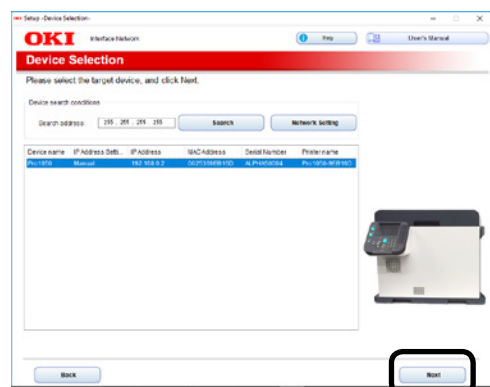 Setup -Device Selection-
OKI Interface:Network Help User's Manual
Device Selection
Please select the target device, and click Next.
Device search conditions
Search address: 255 . 255 . 255 . 255 Search Network Setting
Device name IP Address Setti... IP Address MAC Address Serial Number Printer name
Pro1050 Manual 192.168.0.2
Back Next